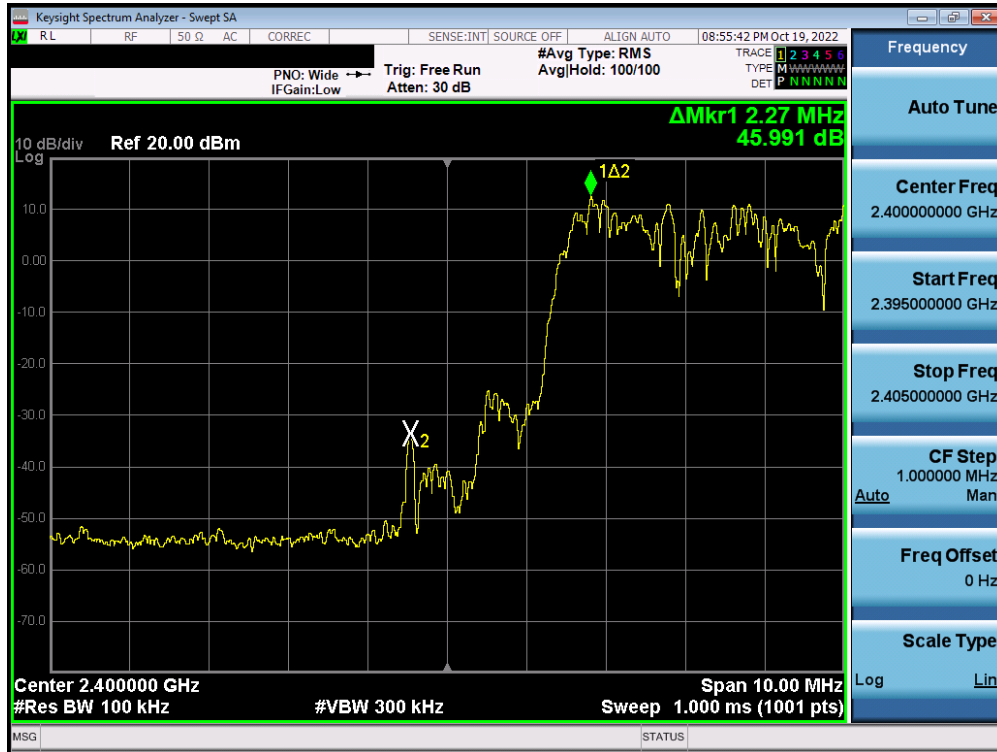 Keysight Spectrum Analyzer - Swept SA
LXI RL RF 50 Ω AC CORREC SENSE:INT SOURCE OFF ALIGN AUTO 08:55:42 PM Oct 19, 2022
PNO: Wide Trig: Free Run #Avg Type: RMS TRACE 1 2 3 4 5 6
IFGain:Low Atten: 30 dB Avg|Hold: 100/100 TYPE M WWWWW
DET P N N N N N
ΔMkr1 2.27 MHz
45.991 dB
10 dB/div Ref 20.00 dBm
Log
1Δ2
10.0
0.00
-10.0
-20.0
-30.0
2
-40.0
-50.0
-60.0
-70.0
Center 2.400000 GHz Span 10.00 MHz
#Res BW 100 kHz #VBW 300 kHz Sweep 1.000 ms (1001 pts)
MSG STATUS
Frequency
Auto Tune
Center Freq
2.400000000 GHz
Start Freq
2.395000000 GHz
Stop Freq
2.405000000 GHz
CF Step
1.000000 MHz
Auto Man
Freq Offset
0 Hz
Scale Type
Log Lin